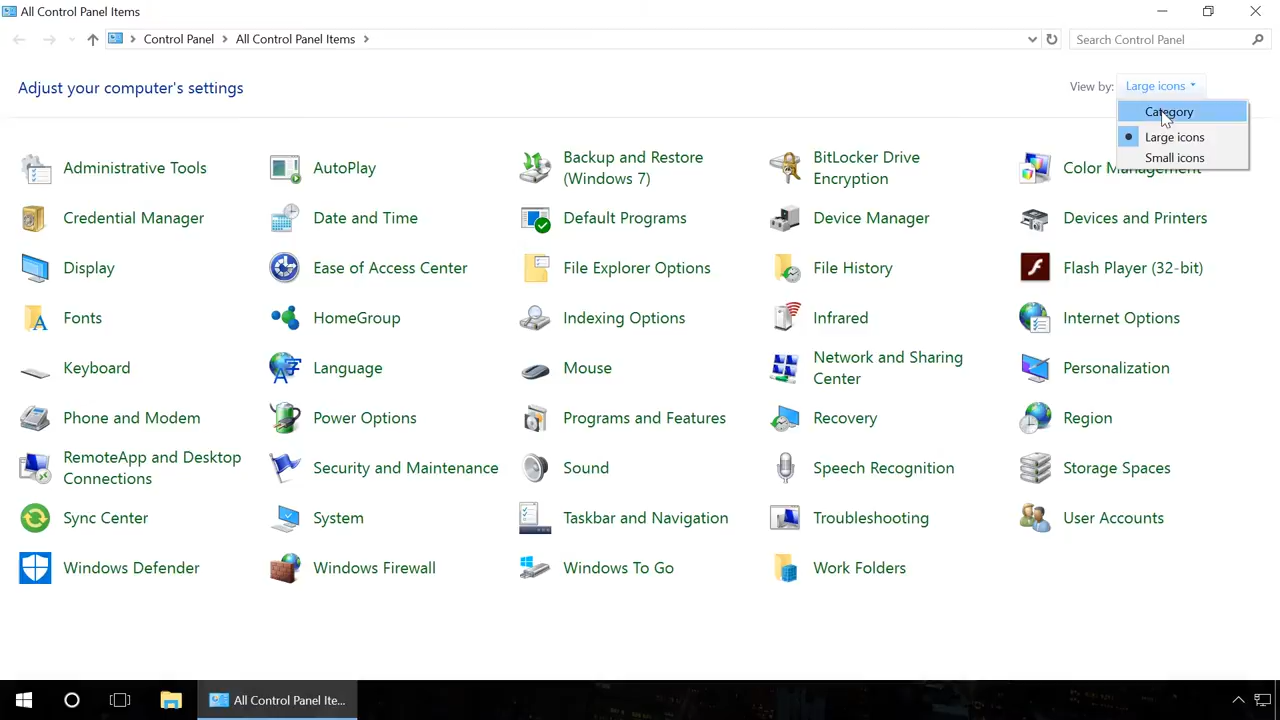 All Control Panel Items
Control Panel
All Control Panel Items
Search Control Panel
Adjust your computer's settings
View by:
Large icons
Category
Large icons
Small icons
Administrative Tools
AutoPlay
Backup and Restore
(Windows 7)
BitLocker Drive
Encryption
Color Management
Credential Manager
Date and Time
Default Programs
Device Manager
Devices and Printers
Display
Ease of Access Center
File Explorer Options
File History
Flash Player (32-bit)
Fonts
HomeGroup
Indexing Options
Infrared
Internet Options
Keyboard
Language
Mouse
Network and Sharing
Center
Personalization
Phone and Modem
Power Options
Programs and Features
Recovery
Region
RemoteApp and Desktop
Connections
Security and Maintenance
Sound
Speech Recognition
Storage Spaces
Sync Center
System
Taskbar and Navigation
Troubleshooting
User Accounts
Windows Defender
Windows Firewall
Windows To Go
Work Folders
All Control Panel Ite...